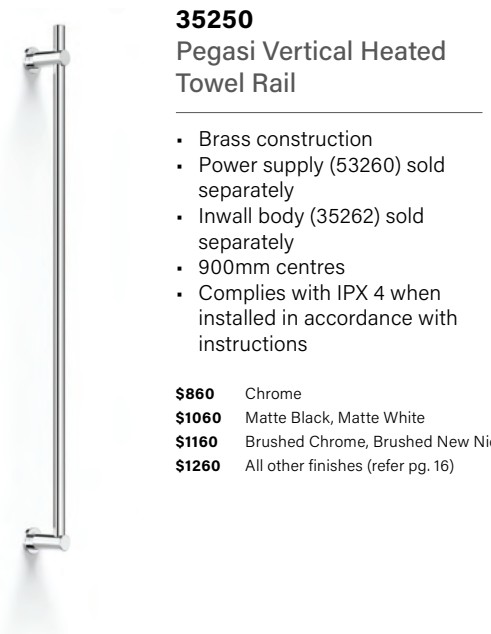 35250
Pegasi Vertical Heated
Towel Rail
▪ Brass construction
▪ Power supply (53260) sold
separately
▪ Inwall body (35262) sold
separately
▪ 900mm centres
▪ Complies with IPX 4 when
installed in accordance with
instructions
$860 Chrome
$1060 Matte Black, Matte White
$1160 Brushed Chrome, Brushed New
$1260 All other finishes (refer pg. 16)